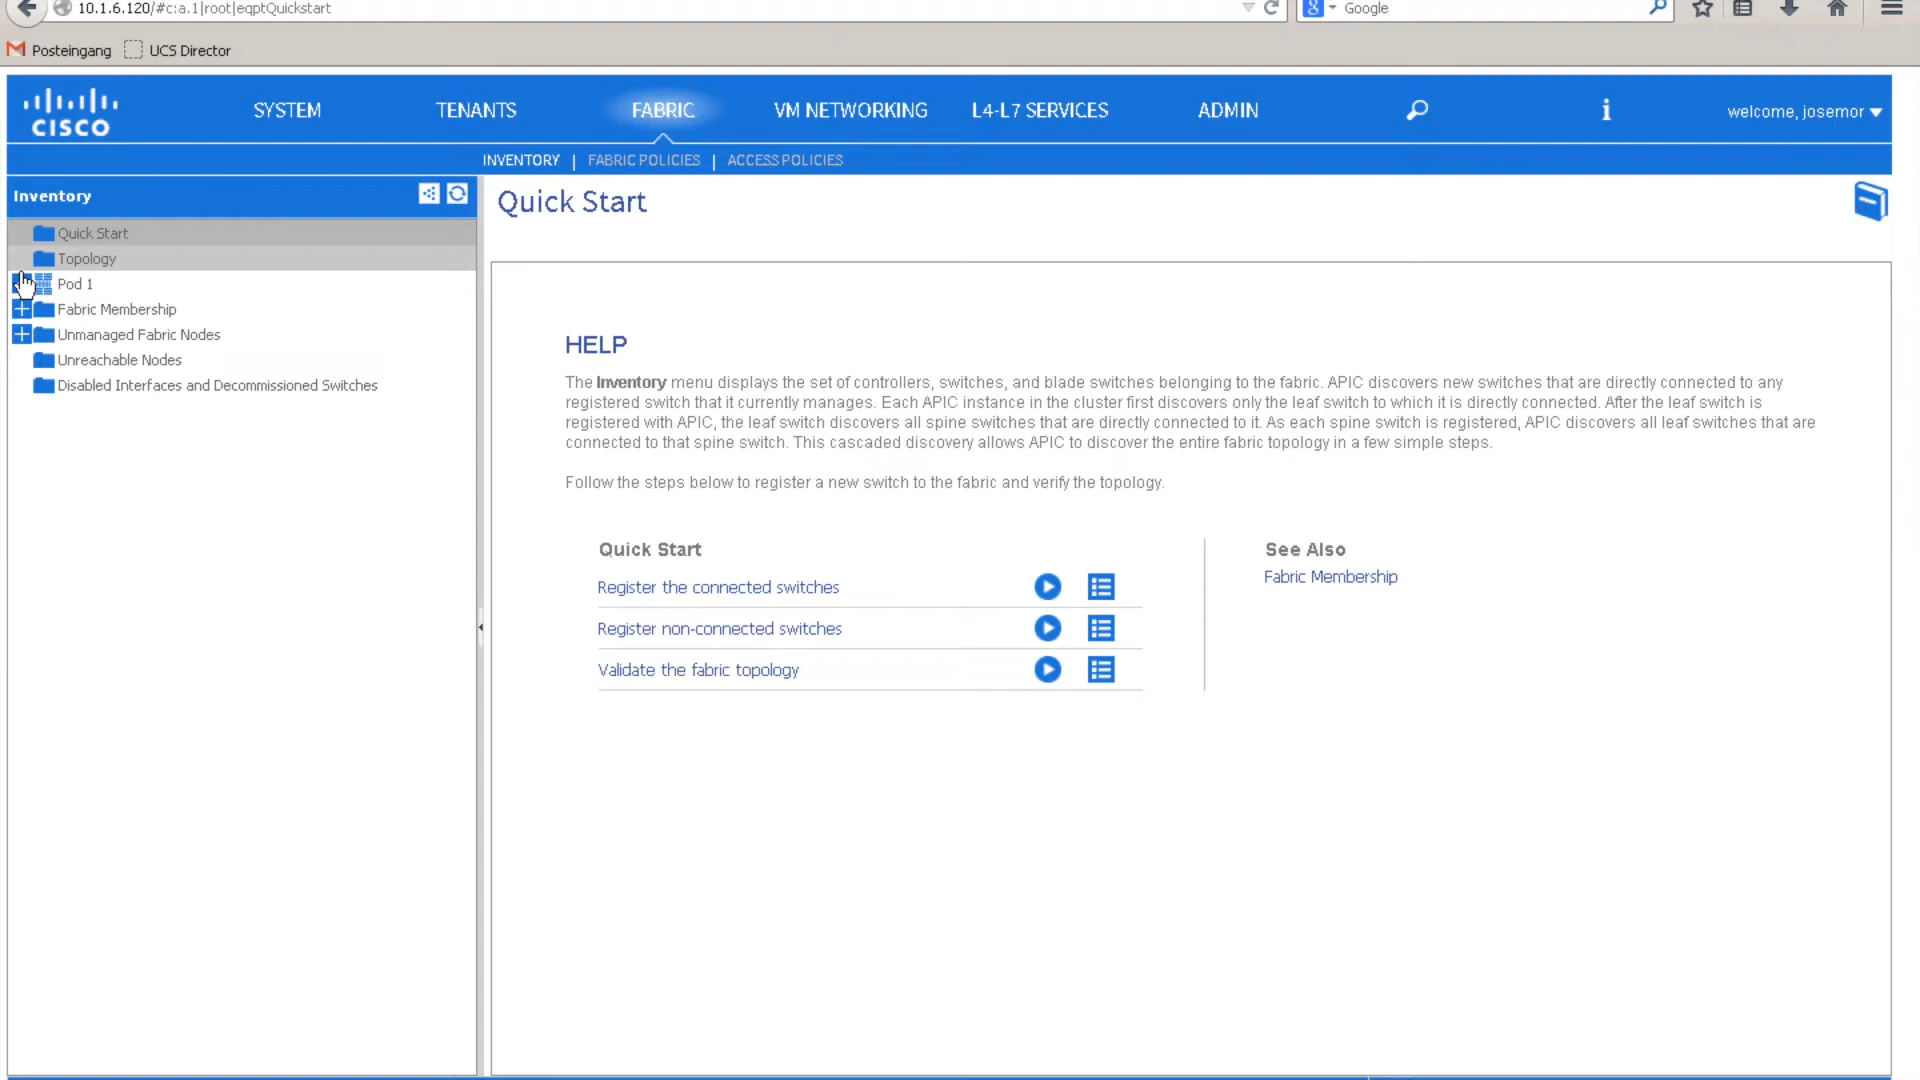 10.1.6.120/#c:a.1|root|eqptQuickstart
Google
Posteingang
UCS Director
CISCO
SYSTEM
TENANTS
FABRIC
VM NETWORKING
L4-L7 SERVICES
ADMIN
welcome, josemor
INVENTORY | FABRIC POLICIES | ACCESS POLICIES
Inventory
Quick Start
Topology
Pod 1
Fabric Membership
Unmanaged Fabric Nodes
Unreachable Nodes
Disabled Interfaces and Decommissioned Switches
Quick Start
HELP
The Inventory menu displays the set of controllers, switches, and blade switches belonging to the fabric. APIC discovers new switches that are directly connected to any
registered switch that it currently manages. Each APIC instance in the cluster first discovers only the leaf switch to which it is directly connected. After the leaf switch is
registered with APIC, the leaf switch discovers all spine switches that are directly connected to it. As each spine switch is registered, APIC discovers all leaf switches that are
connected to that spine switch. This cascaded discovery allows APIC to discover the entire fabric topology in a few simple steps.
Follow the steps below to register a new switch to the fabric and verify the topology.
Quick Start
Register the connected switches
Register non-connected switches
Validate the fabric topology
See Also
Fabric Membership